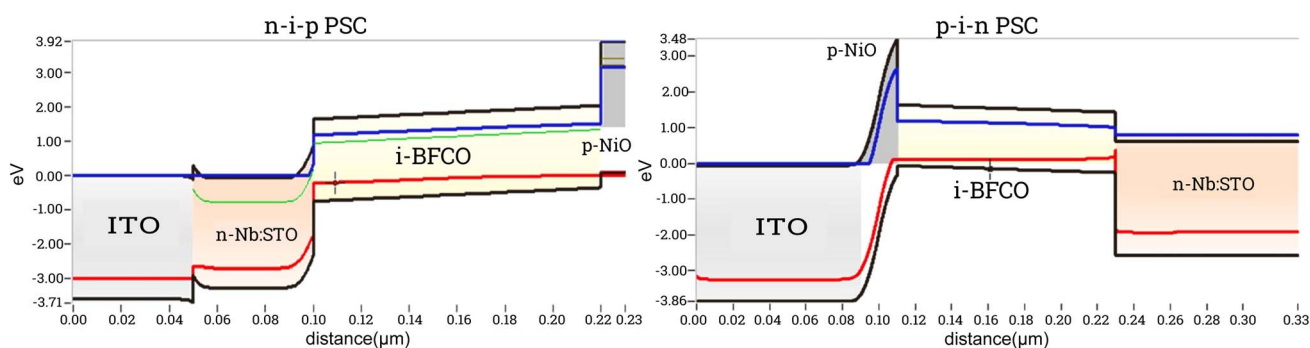 n-i-p PSC
3.92
3.00
2.00
1.00
0.00
-1.00
-2.00
-3.00
-3.71
eV
ITO
n-Nb:STO
i-BFCO
p-NiO
0.00 0.02 0.04 0.06 0.08 0.10 0.12 0.14 0.16 0.18 0.20 0.22 0.23
distance(μm)
p-i-n PSC
3.48
3.00
2.00
1.00
0.00
-1.00
-2.00
-3.00
-3.86
eV
p-NiO
ITO
i-BFCO
n-Nb:STO
0.00 0.02 0.04 0.06 0.08 0.10 0.12 0.14 0.16 0.18 0.20 0.22 0.24 0.26 0.28 0.30 0.33
distance(μm)